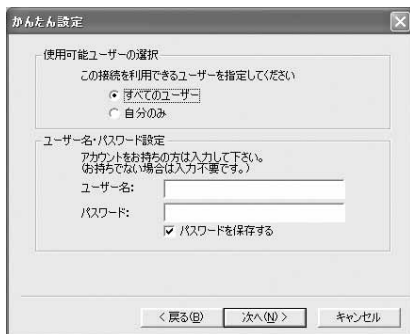 かんたん設定
使用可能ユーザーの選択
この接続を利用できるユーザーを指定してください
すべてのユーザー
自分のみ
ユーザー名・パスワード設定
アカウントをお持ちの方は入力して下さい。
(お持ちでない場合は入力不要です。)
ユーザー名:
パスワード:
パスワードを保存する
< 戻る(B) 次へ(N) > キャンセル